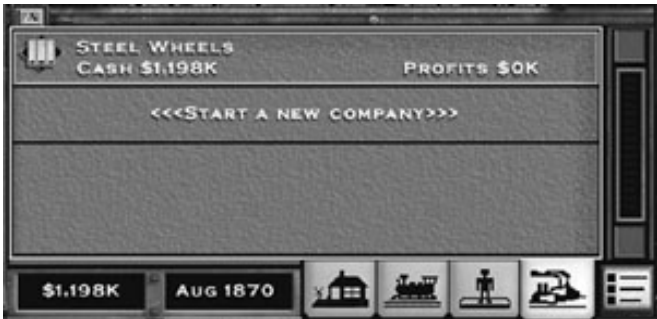 STEEL WHEELS
CASH $1,198K PROFITS $0K
<<<START A NEW COMPANY>>>
$1,198K AUG 1870